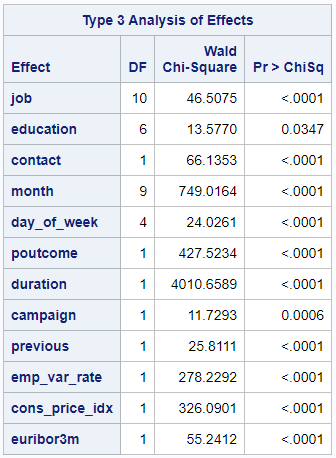 Type 3 Analysis of Effects
Effect DF Wald Chi-Square Pr > ChiSq
job 10 46.5075 <.0001
education 6 13.5770 0.0347
contact 1 66.1353 <.0001
month 9 749.0164 <.0001
day_of_week 4 24.0261 <.0001
poutcome 1 427.5234 <.0001
duration 1 4010.6589 <.0001
campaign 1 11.7293 0.0006
previous 1 25.8111 <.0001
emp_var_rate 1 278.2292 <.0001
cons_price_idx 1 326.0901 <.0001
euribor3m 1 55.2412 <.0001